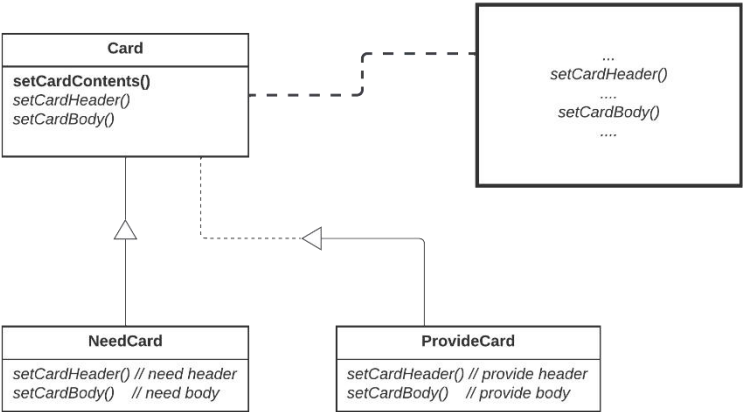 Card
setCardContents()
setCardHeader()
setCardBody()
...
setCardHeader()
....
setCardBody()
....
NeedCard
setCardHeader() // need header
setCardBody() // need body
ProvideCard
setCardHeader() // provide header
setCardBody() // provide body